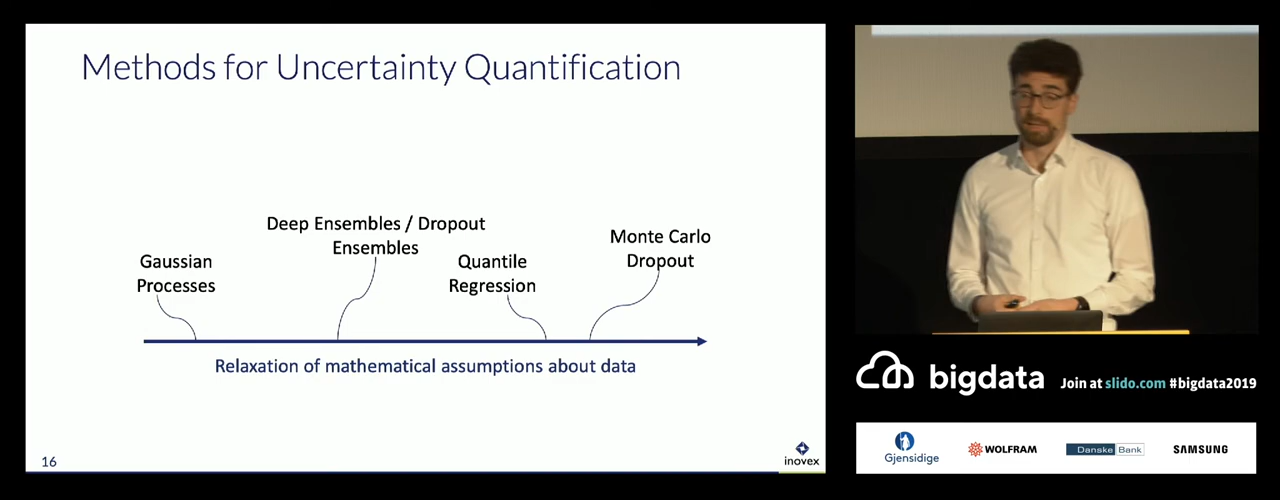 Methods for Uncertainty Quantification
Deep Ensembles / Dropout
Ensembles
Monte Carlo
Dropout
Gaussian
Processes
Quantile
Regression
Relaxation of mathematical assumptions about data
16
inovex
bigdata
Join at slido.com #bigdata2019
Gjensidige
WOLFRAM
Danske Bank
SAMSUNG